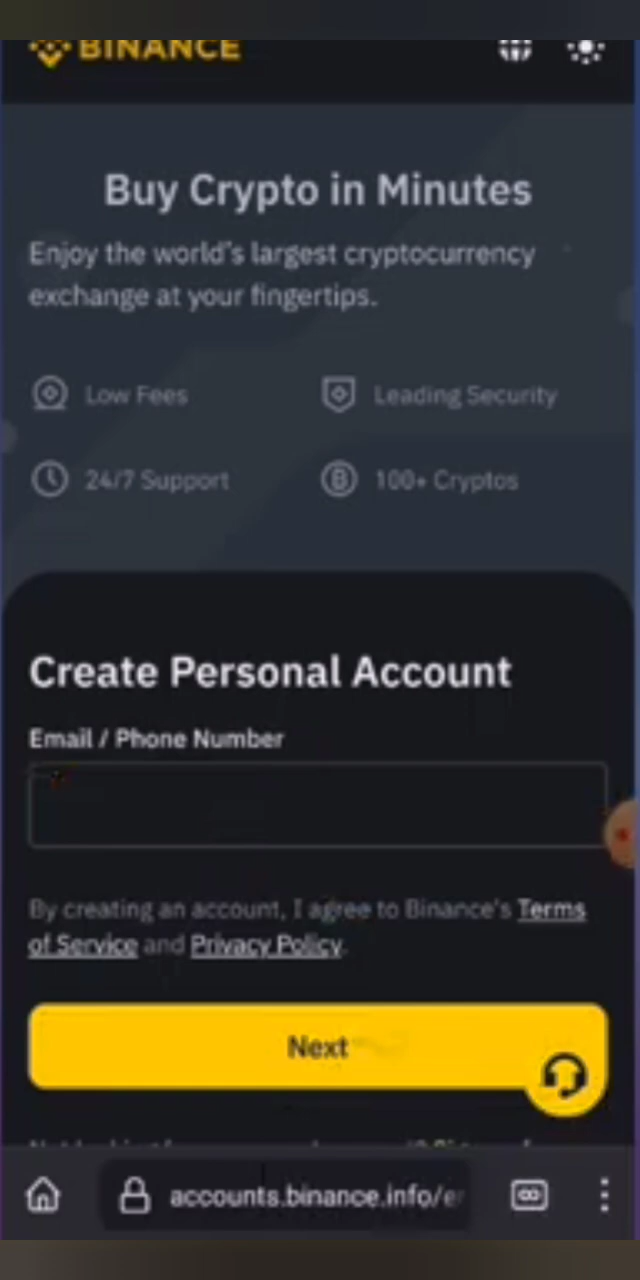 BINANCE
Buy Crypto in Minutes
Enjoy the world's largest cryptocurrency
exchange at your fingertips.
Low Fees
Leading Security
24/7 Support
100+ Cryptos
Create Personal Account
Email / Phone Number
By creating an account, I agree to Binance's Terms
of Service and Privacy Policy.
Next
accounts.binance.info/